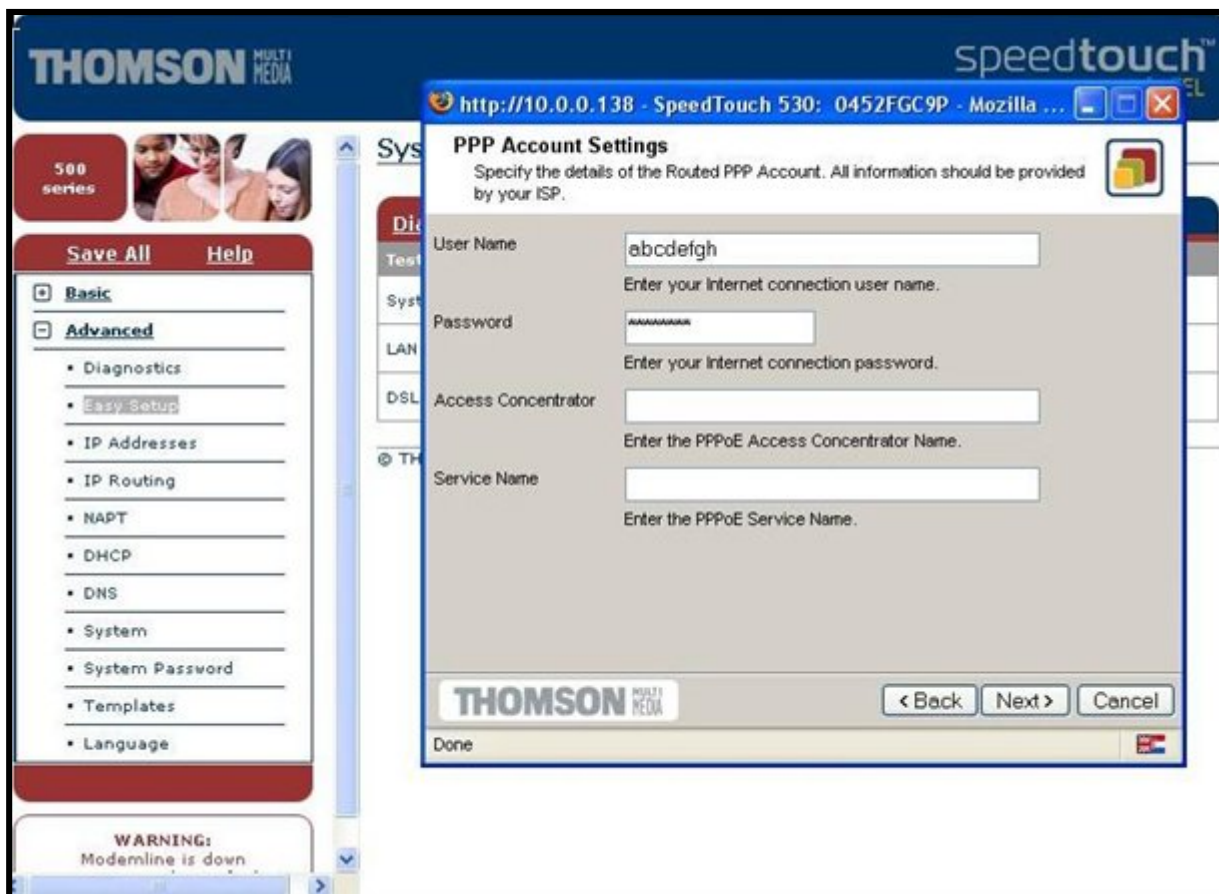 THOMSON MULTI MEDIA
speedtouch™
500 series
Save All Help
Basic
Advanced
Diagnostics
Easy Setup
IP Addresses
IP Routing
NAPT
DHCP
DNS
System
System Password
Templates
Language
WARNING:
Modemline is down
Sys
Dia
Test
Syst
LAN
DSL
© TH
http://10.0.0.138 - SpeedTouch 530: 0452FGC9P - Mozilla ...
PPP Account Settings
Specify the details of the Routed PPP Account. All information should be provided
by your ISP.
User Name
abcdefgh
Enter your Internet connection user name.
Password
********
Enter your Internet connection password.
Access Concentrator
Enter the PPPoE Access Concentrator Name.
Service Name
Enter the PPPoE Service Name.
THOMSON MULTI MEDIA
< Back Next > Cancel
Done